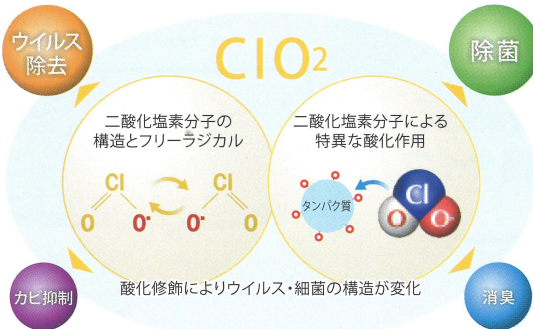 ウイルス
除去
ClO2
除菌
二酸化塩素分子の
構造とフリーラジカル
二酸化塩素分子による
特異な酸化作用
Cl
Cl
O
O・
O・
O
タンパク質
Cl
O
O・
カビ抑制
酸化修飾によりウイルス・細菌の構造が変化
消臭